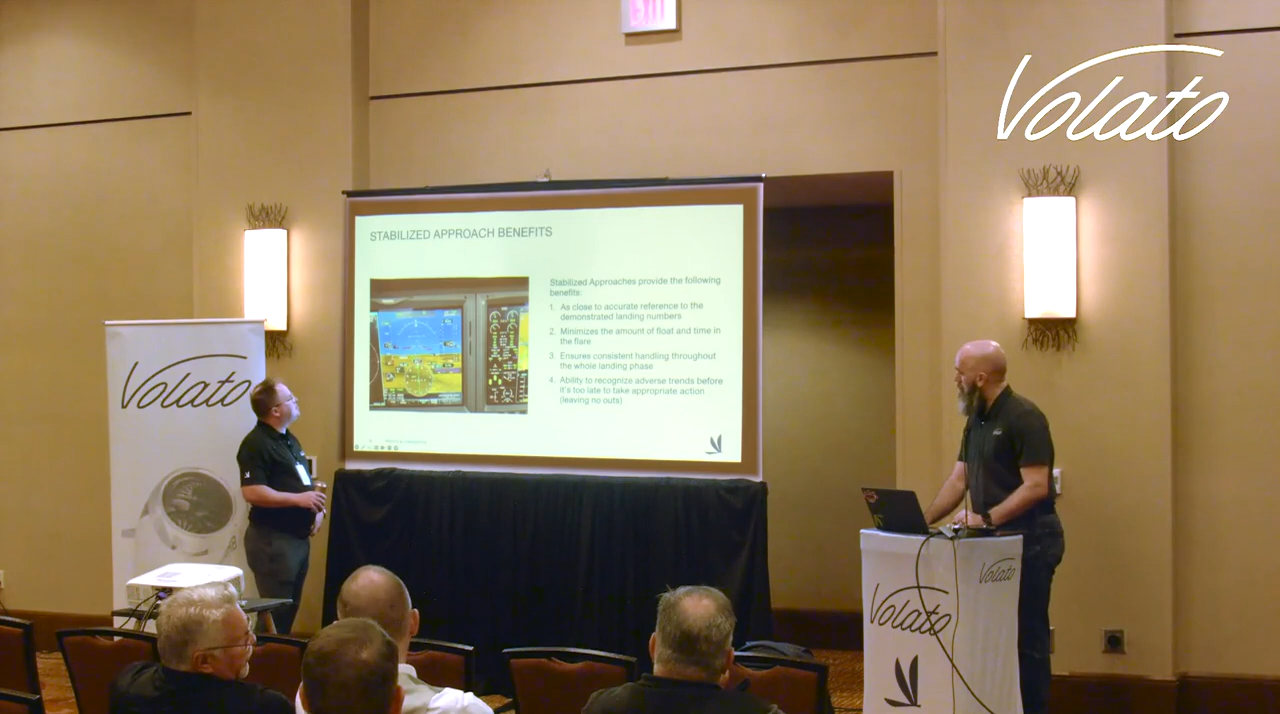 EXIT
Volato
STABILIZED APPROACH BENEFITS
Stabilized Approaches provide the following
benefits:
1. As close to accurate reference to the
demonstrated landing numbers
2. Minimizes the amount of float and time in
the flare
3. Ensures consistent handling throughout
the whole landing phase
4. Ability to recognize adverse trends before
it's too late to take appropriate action
(leaving no outs)
Volato
Volato
Volato